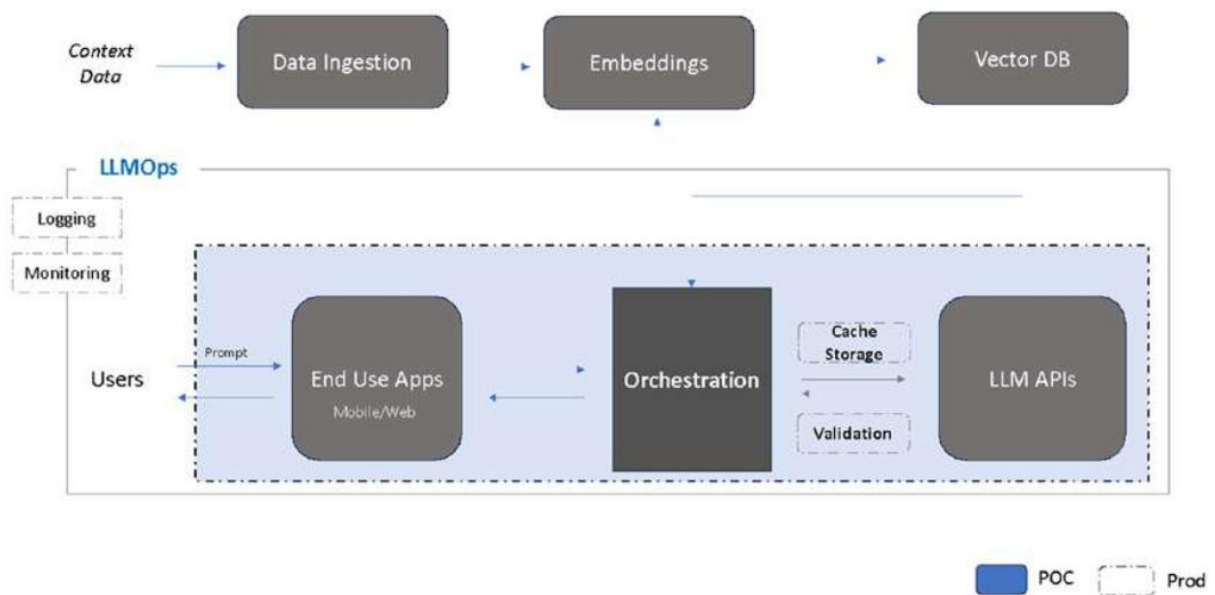 Context
Data
Data Ingestion
Embeddings
Vector DB
LLMOps
Logging
Monitoring
Users
Prompt
End Use Apps
Mobile/Web
Orchestration
Cache
Storage
Validation
LLM APIs
POC
Prod